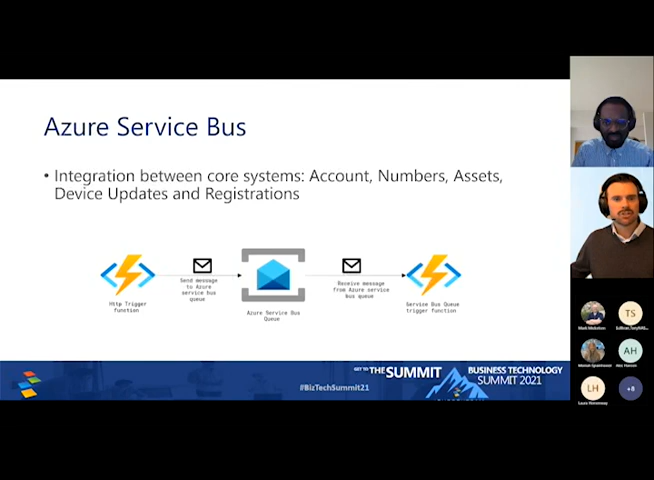 Azure Service Bus
• Integration between core systems: Account, Numbers, Assets,
Device Updates and Registrations
Send message
to Azure
service bus
queue
Receive message
from Azure service
bus queue
Http Trigger
function
Azure Service Bus
Queue
Service Bus Queue
trigger function
#BizTechSummit21
GET TO THE SUMMIT
BUSINESS TECHNOLOGY
SUMMIT 2021
TS
AH
LH
+8